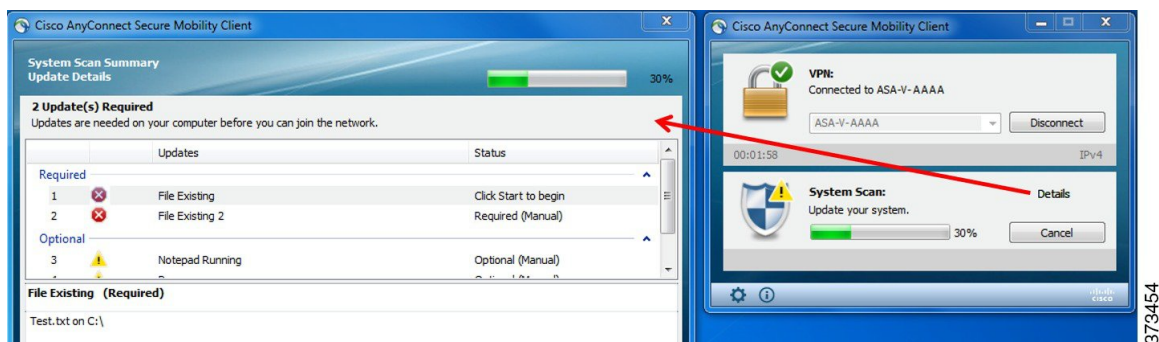 Cisco AnyConnect Secure Mobility Client
System Scan Summary
Update Details
30%
2 Update(s) Required
Updates are needed on your computer before you can join the network.
Updates Status
Required
1 File Existing Click Start to begin
2 File Existing 2 Required (Manual)
Optional
3 Notepad Running Optional (Manual)
File Existing (Required)
Test.txt on C:\
Cisco AnyConnect Secure Mobility Client
VPN:
Connected to ASA-V-AAAA
ASA-V-AAAA Disconnect
00:01:58 IPv4
System Scan: Details
Update your system.
30% Cancel
CISCO
373454